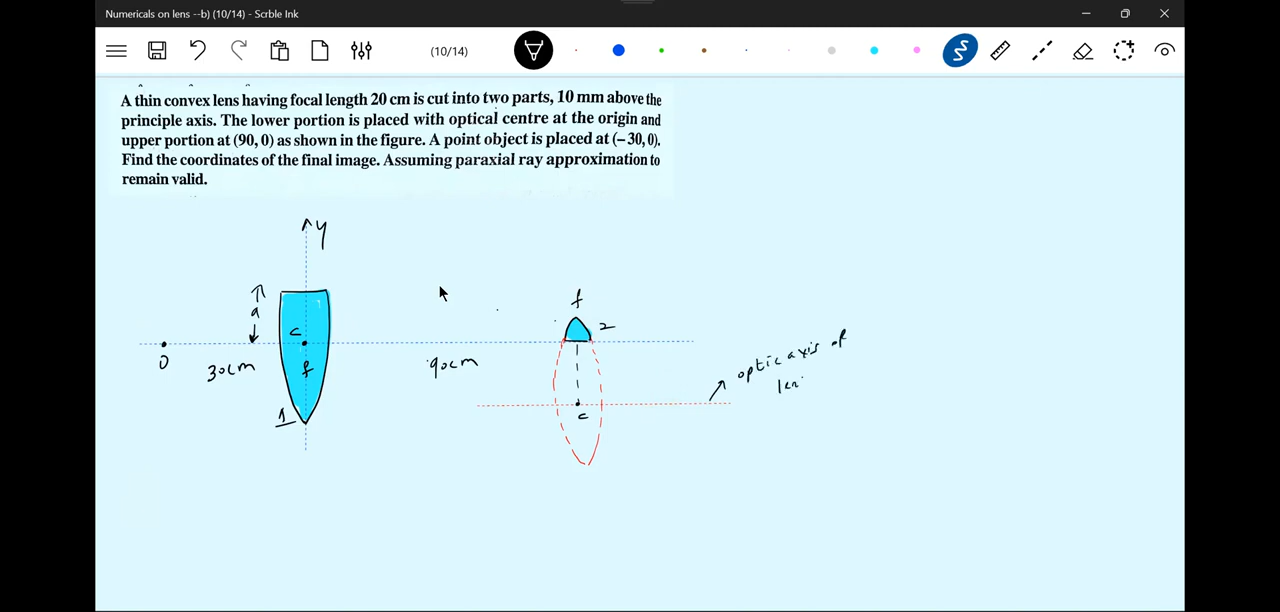 Numericals on lens --b) (10/14) - Scrble Ink
(10/14)
A thin convex lens having focal length 20 cm is cut into two parts, 10 mm above the
principle axis. The lower portion is placed with optical centre at the origin and
upper portion at (90, 0) as shown in the figure. A point object is placed at (– 30, 0).
Find the coordinates of the final image. Assuming paraxial ray approximation to
remain valid.
y
a
c
f
2
O
30cm
f
90cm
optic axis of
len
1
c